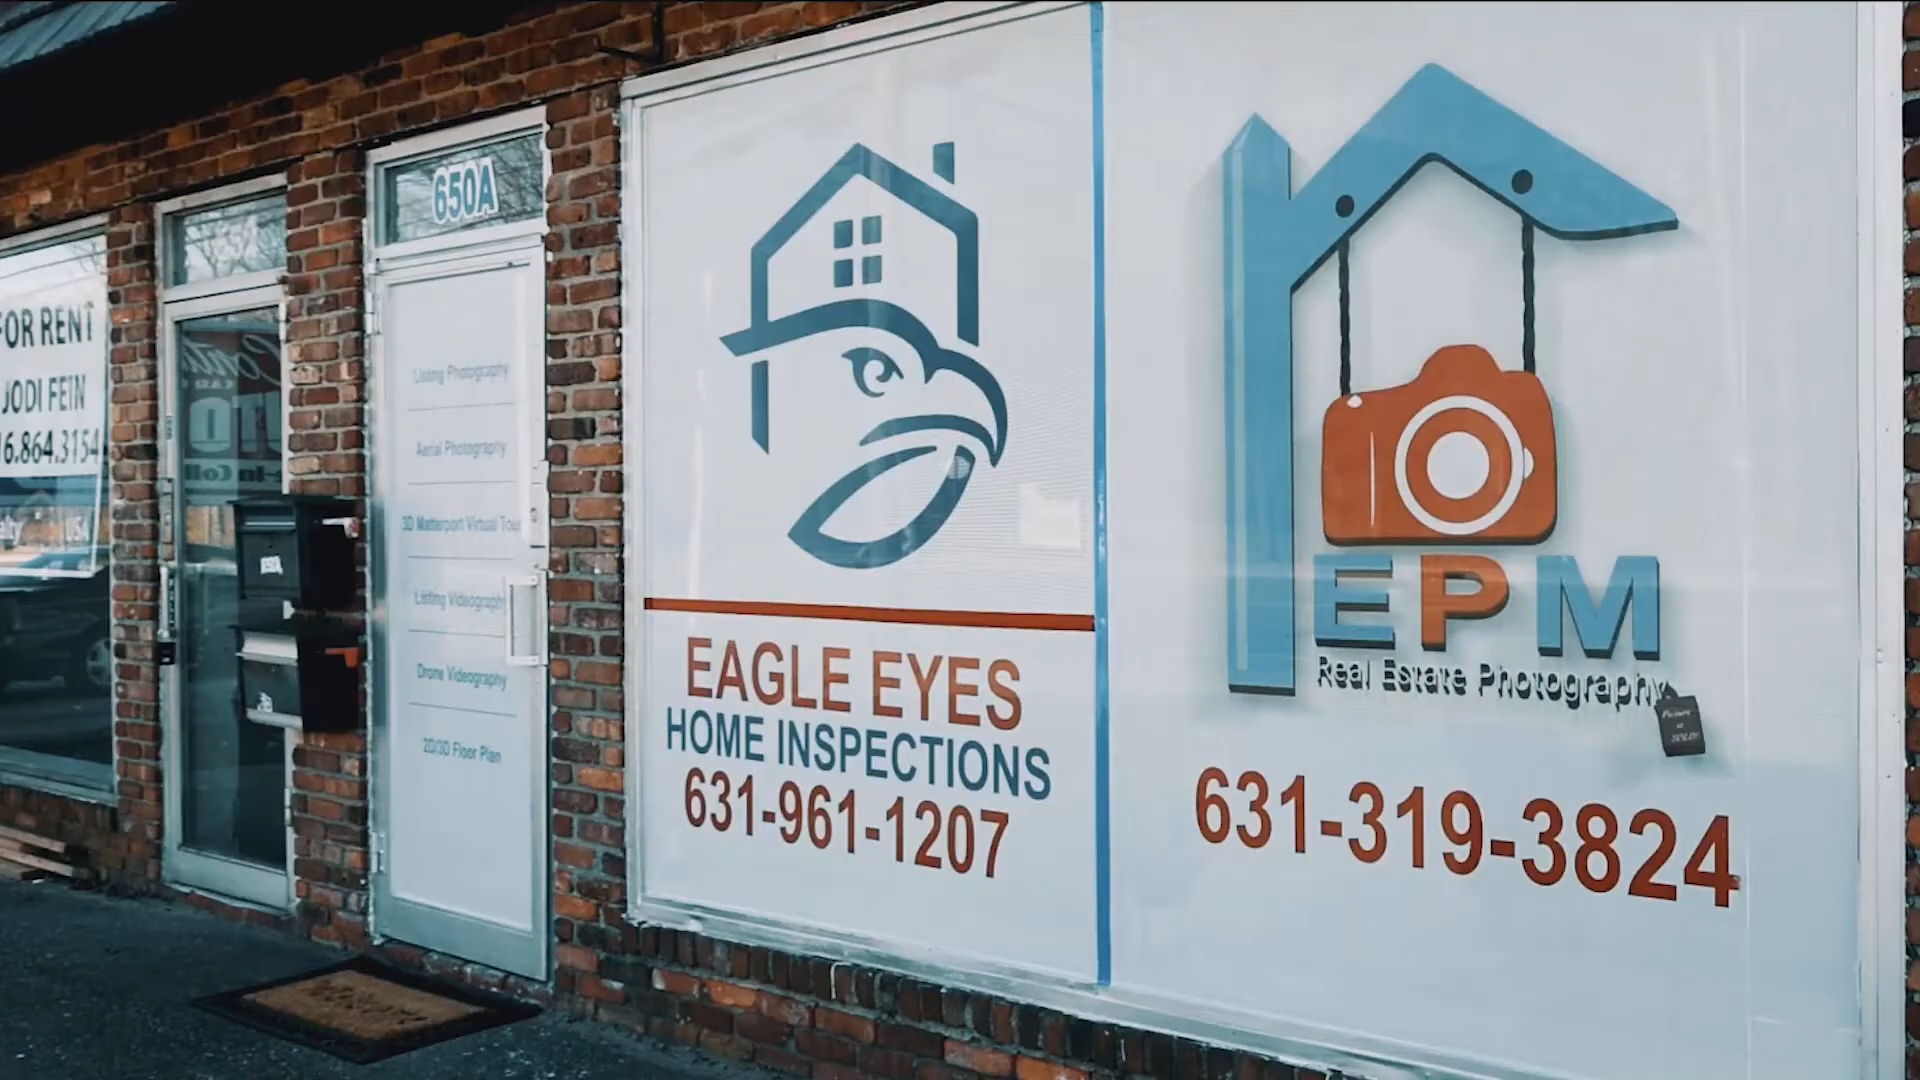 FOR RENT
JODI FEIN
16.864.3154
650A
Listing Photography
Aerial Photography
3D Matterport Virtual Tour
Listing Videography
Drone Videography
2D/3D Floor Plan
EAGLE EYES
HOME INSPECTIONS
631-961-1207
EPM
Real Estate Photography
631-319-3824